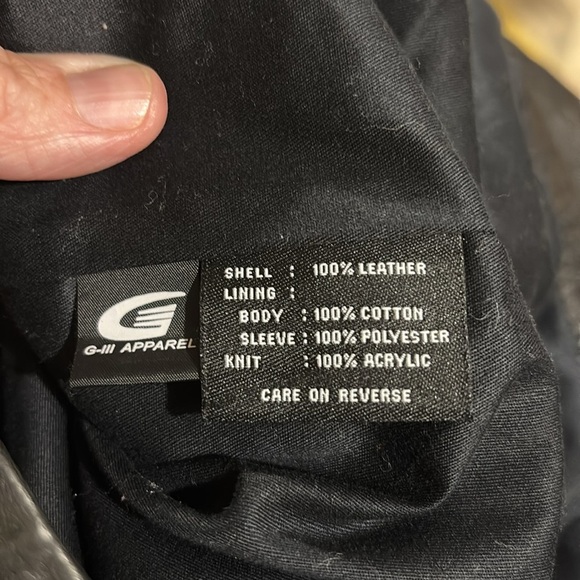 G-III APPAREL
SHELL : 100% LEATHER
LINING :
BODY : 100% COTTON
SLEEVE : 100% POLYESTER
KNIT : 100% ACRYLIC
CARE ON REVERSE